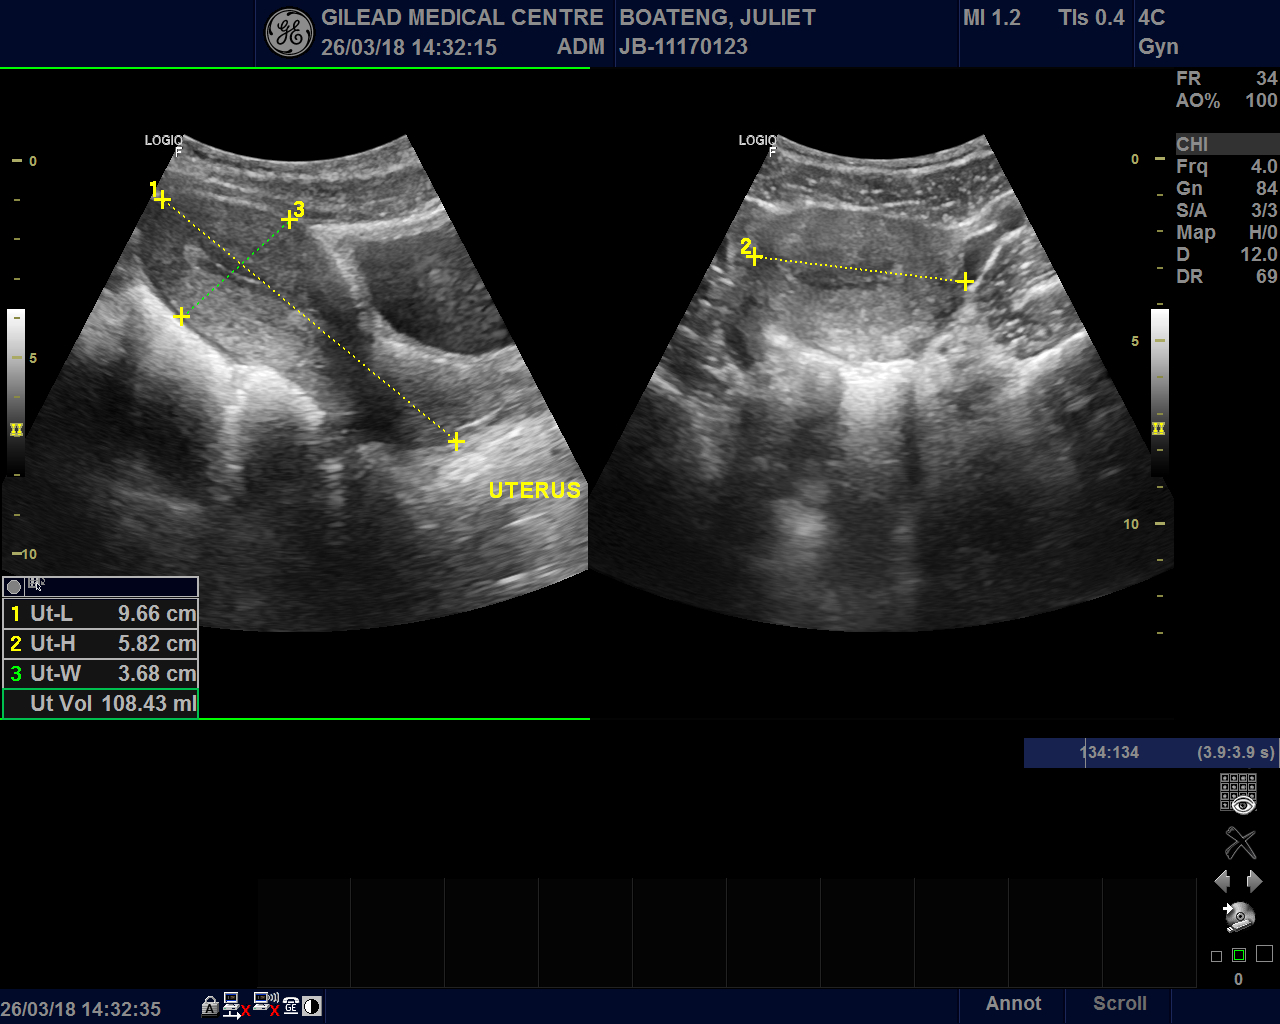 GILEAD MEDICAL CENTRE
26/03/18 14:32:15 ADM
BOATENG, JULIET
JB-11170123
MI 1.2 TIs 0.4
4C
Gyn
FR 34
AO% 100
CHI
Frq 4.0
Gn 84
S/A 3/3
Map H/0
D 12.0
DR 69
LOGIQ
F
LOGIQ
F
0
5
10
0
5
10
1
3
2
UTERUS
1 Ut-L 9.66 cm
2 Ut-H 5.82 cm
3 Ut-W 3.68 cm
Ut Vol 108.43 ml
134:134 (3.9:3.9 s)
0
26/03/18 14:32:35
Annot
Scroll